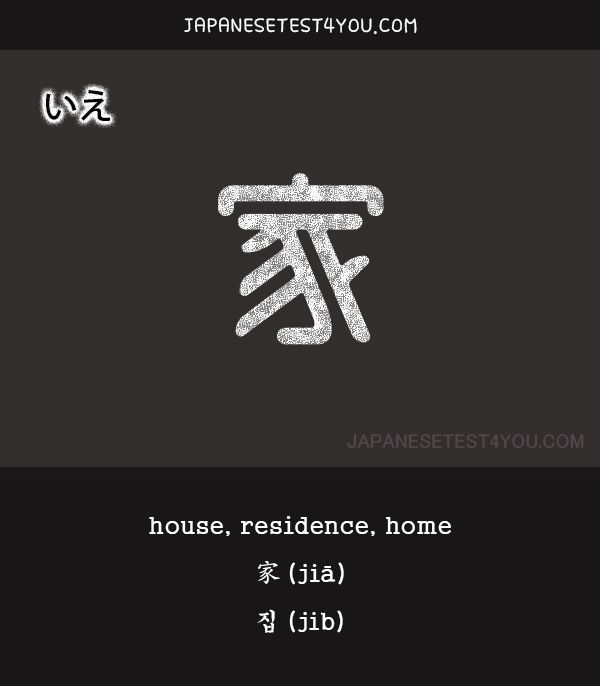 JAPANESETEST4YOU.COM
いえ
家
JAPANESETEST4YOU.COM
house, residence, home
家 (jiā)
집 (jib)